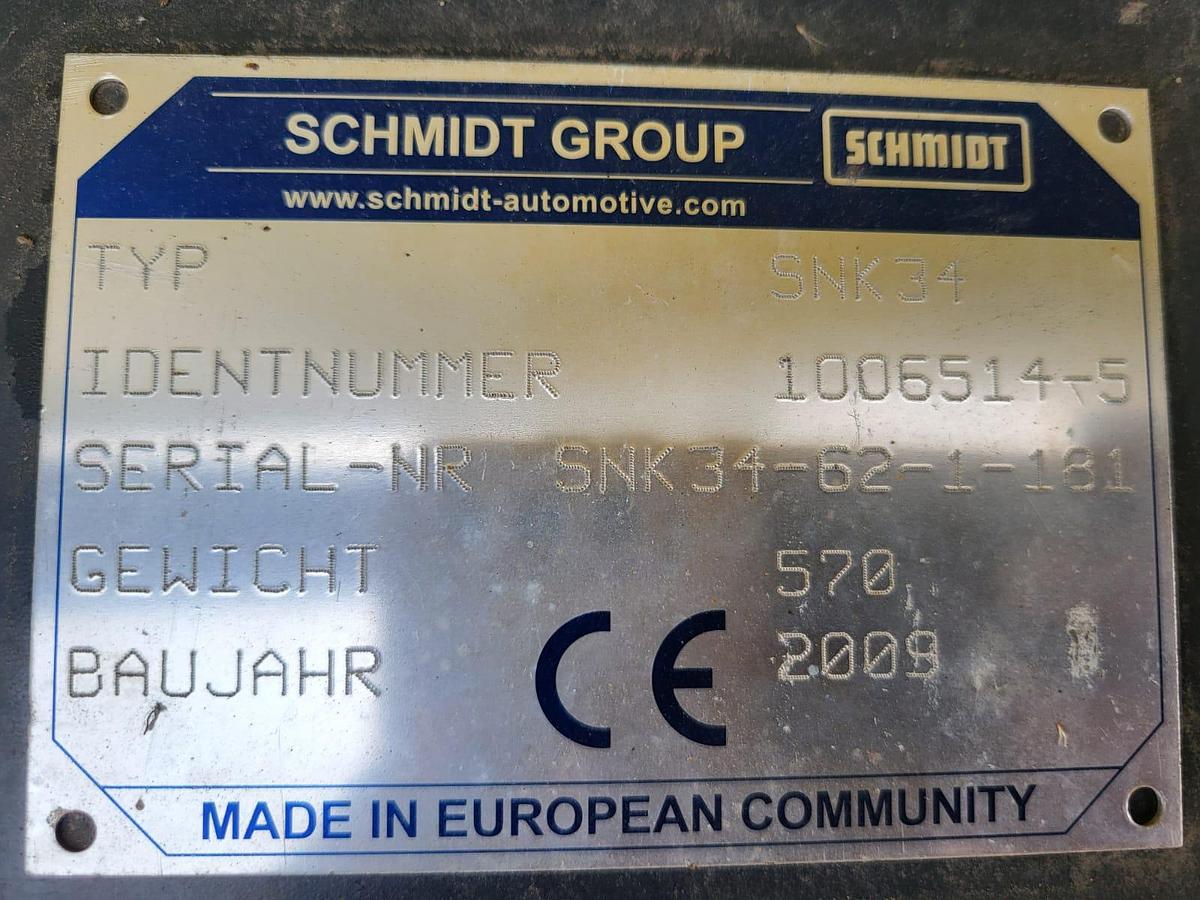 SCHMIDT GROUP SCHMIDT
www.schmidt-automotive.com
TYP SNK34
IDENTNUMMER 1006514-5
SERIAL-NR SNK34-62-1-181
GEWICHT 570
BAUJAHR 2009
CE
MADE IN EUROPEAN COMMUNITY